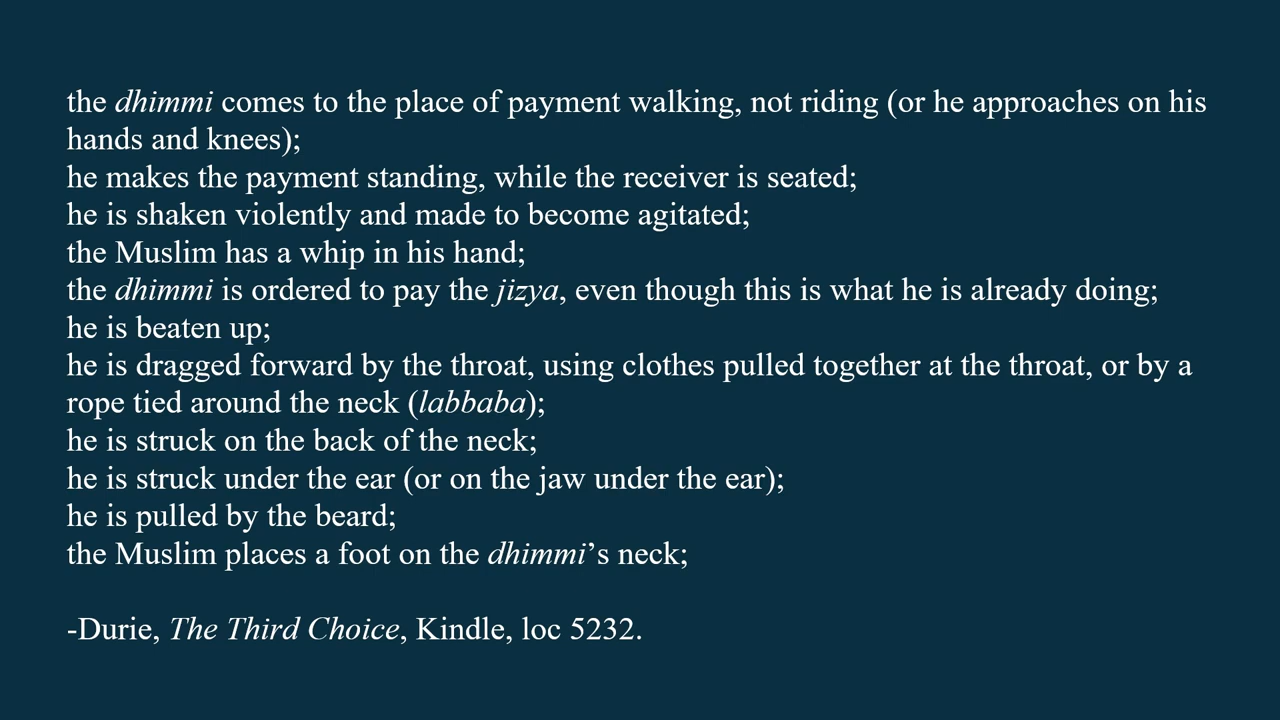 the dhimmi comes to the place of payment walking, not riding (or he approaches on his
hands and knees);
he makes the payment standing, while the receiver is seated;
he is shaken violently and made to become agitated;
the Muslim has a whip in his hand;
the dhimmi is ordered to pay the jizya, even though this is what he is already doing;
he is beaten up;
he is dragged forward by the throat, using clothes pulled together at the throat, or by a
rope tied around the neck (labbaba);
he is struck on the back of the neck;
he is struck under the ear (or on the jaw under the ear);
he is pulled by the beard;
the Muslim places a foot on the dhimmi’s neck;
-Durie, The Third Choice, Kindle, loc 5232.